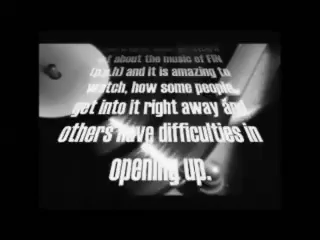 about the music of FIN
(p.y.h) and it is amazing to
watch, how some people
get into it right away and
others have difficulties in
opening up.